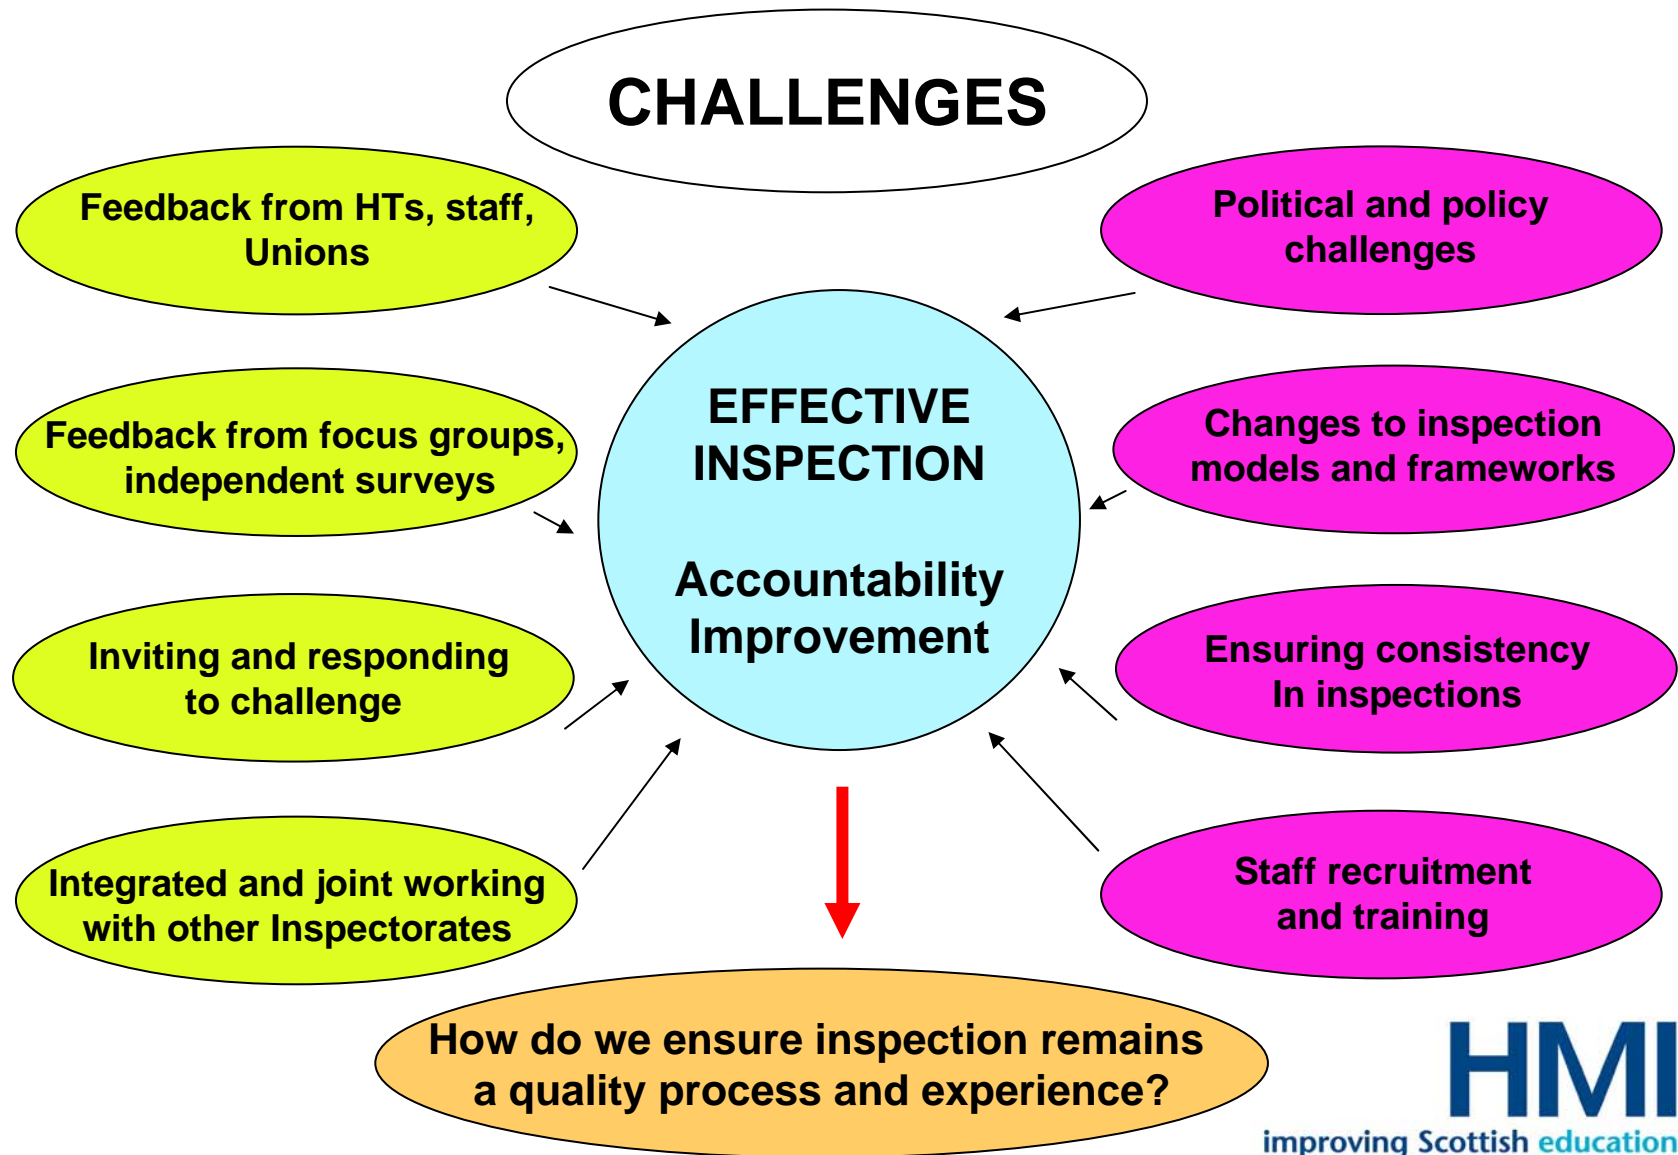 CHALLENGES
Feedback from HTs, staff,
Unions
Political and policy
challenges
Feedback from focus groups,
independent surveys
EFFECTIVE
INSPECTION
Accountability
Improvement
Changes to inspection
models and frameworks
Inviting and responding
to challenge
Ensuring consistency
In inspections
Integrated and joint working
with other Inspectorates
Staff recruitment
and training
How do we ensure inspection remains
a quality process and experience?
HMI
improving Scottish education